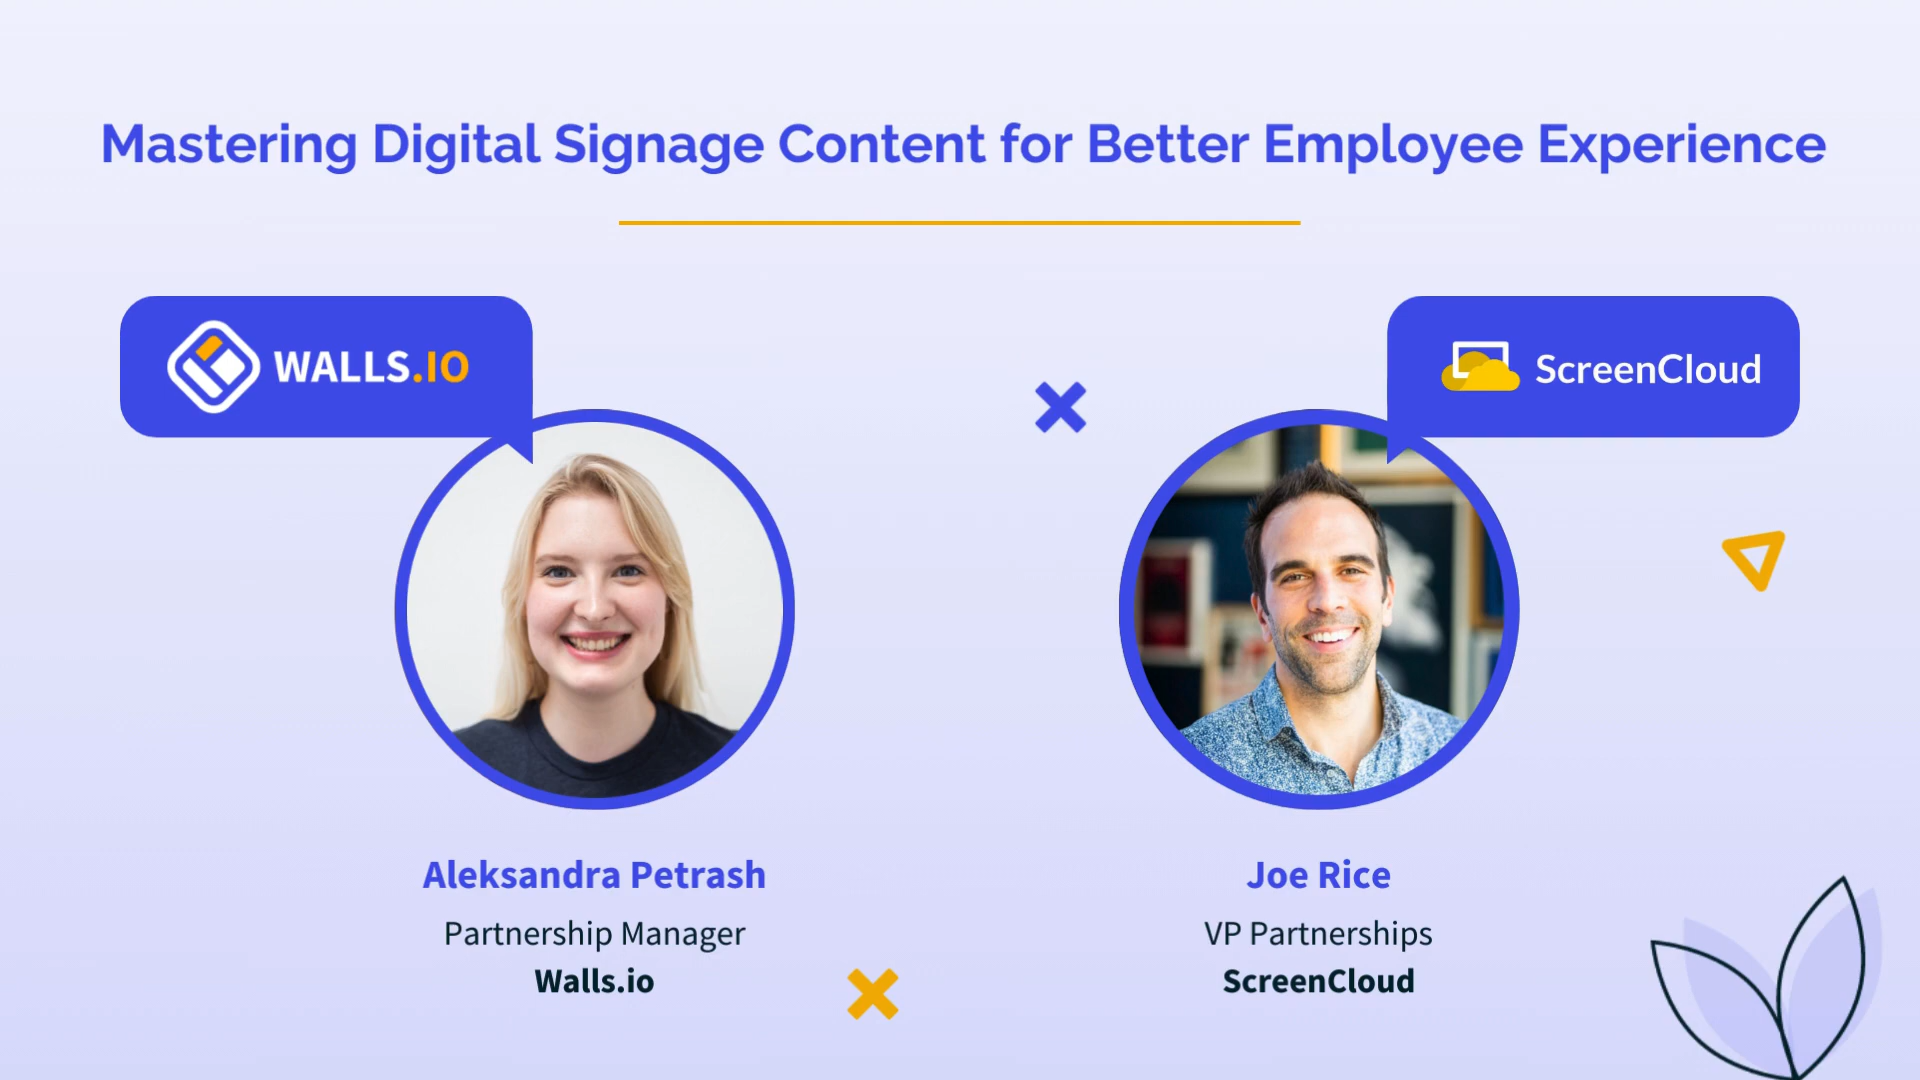 Mastering Digital Signage Content for Better Employee Experience
WALLS.IO
ScreenCloud
Aleksandra Petrash
Partnership Manager
Walls.io
Joe Rice
VP Partnerships
ScreenCloud